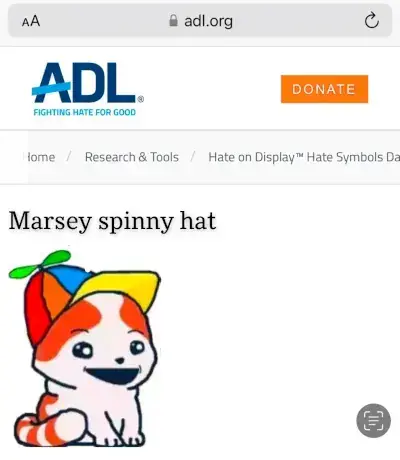 AA
adl.org
ADL®
FIGHTING HATE FOR GOOD
DONATE
Home / Research & Tools / Hate on Display™ Hate Symbols Da
Marsey spinny hat